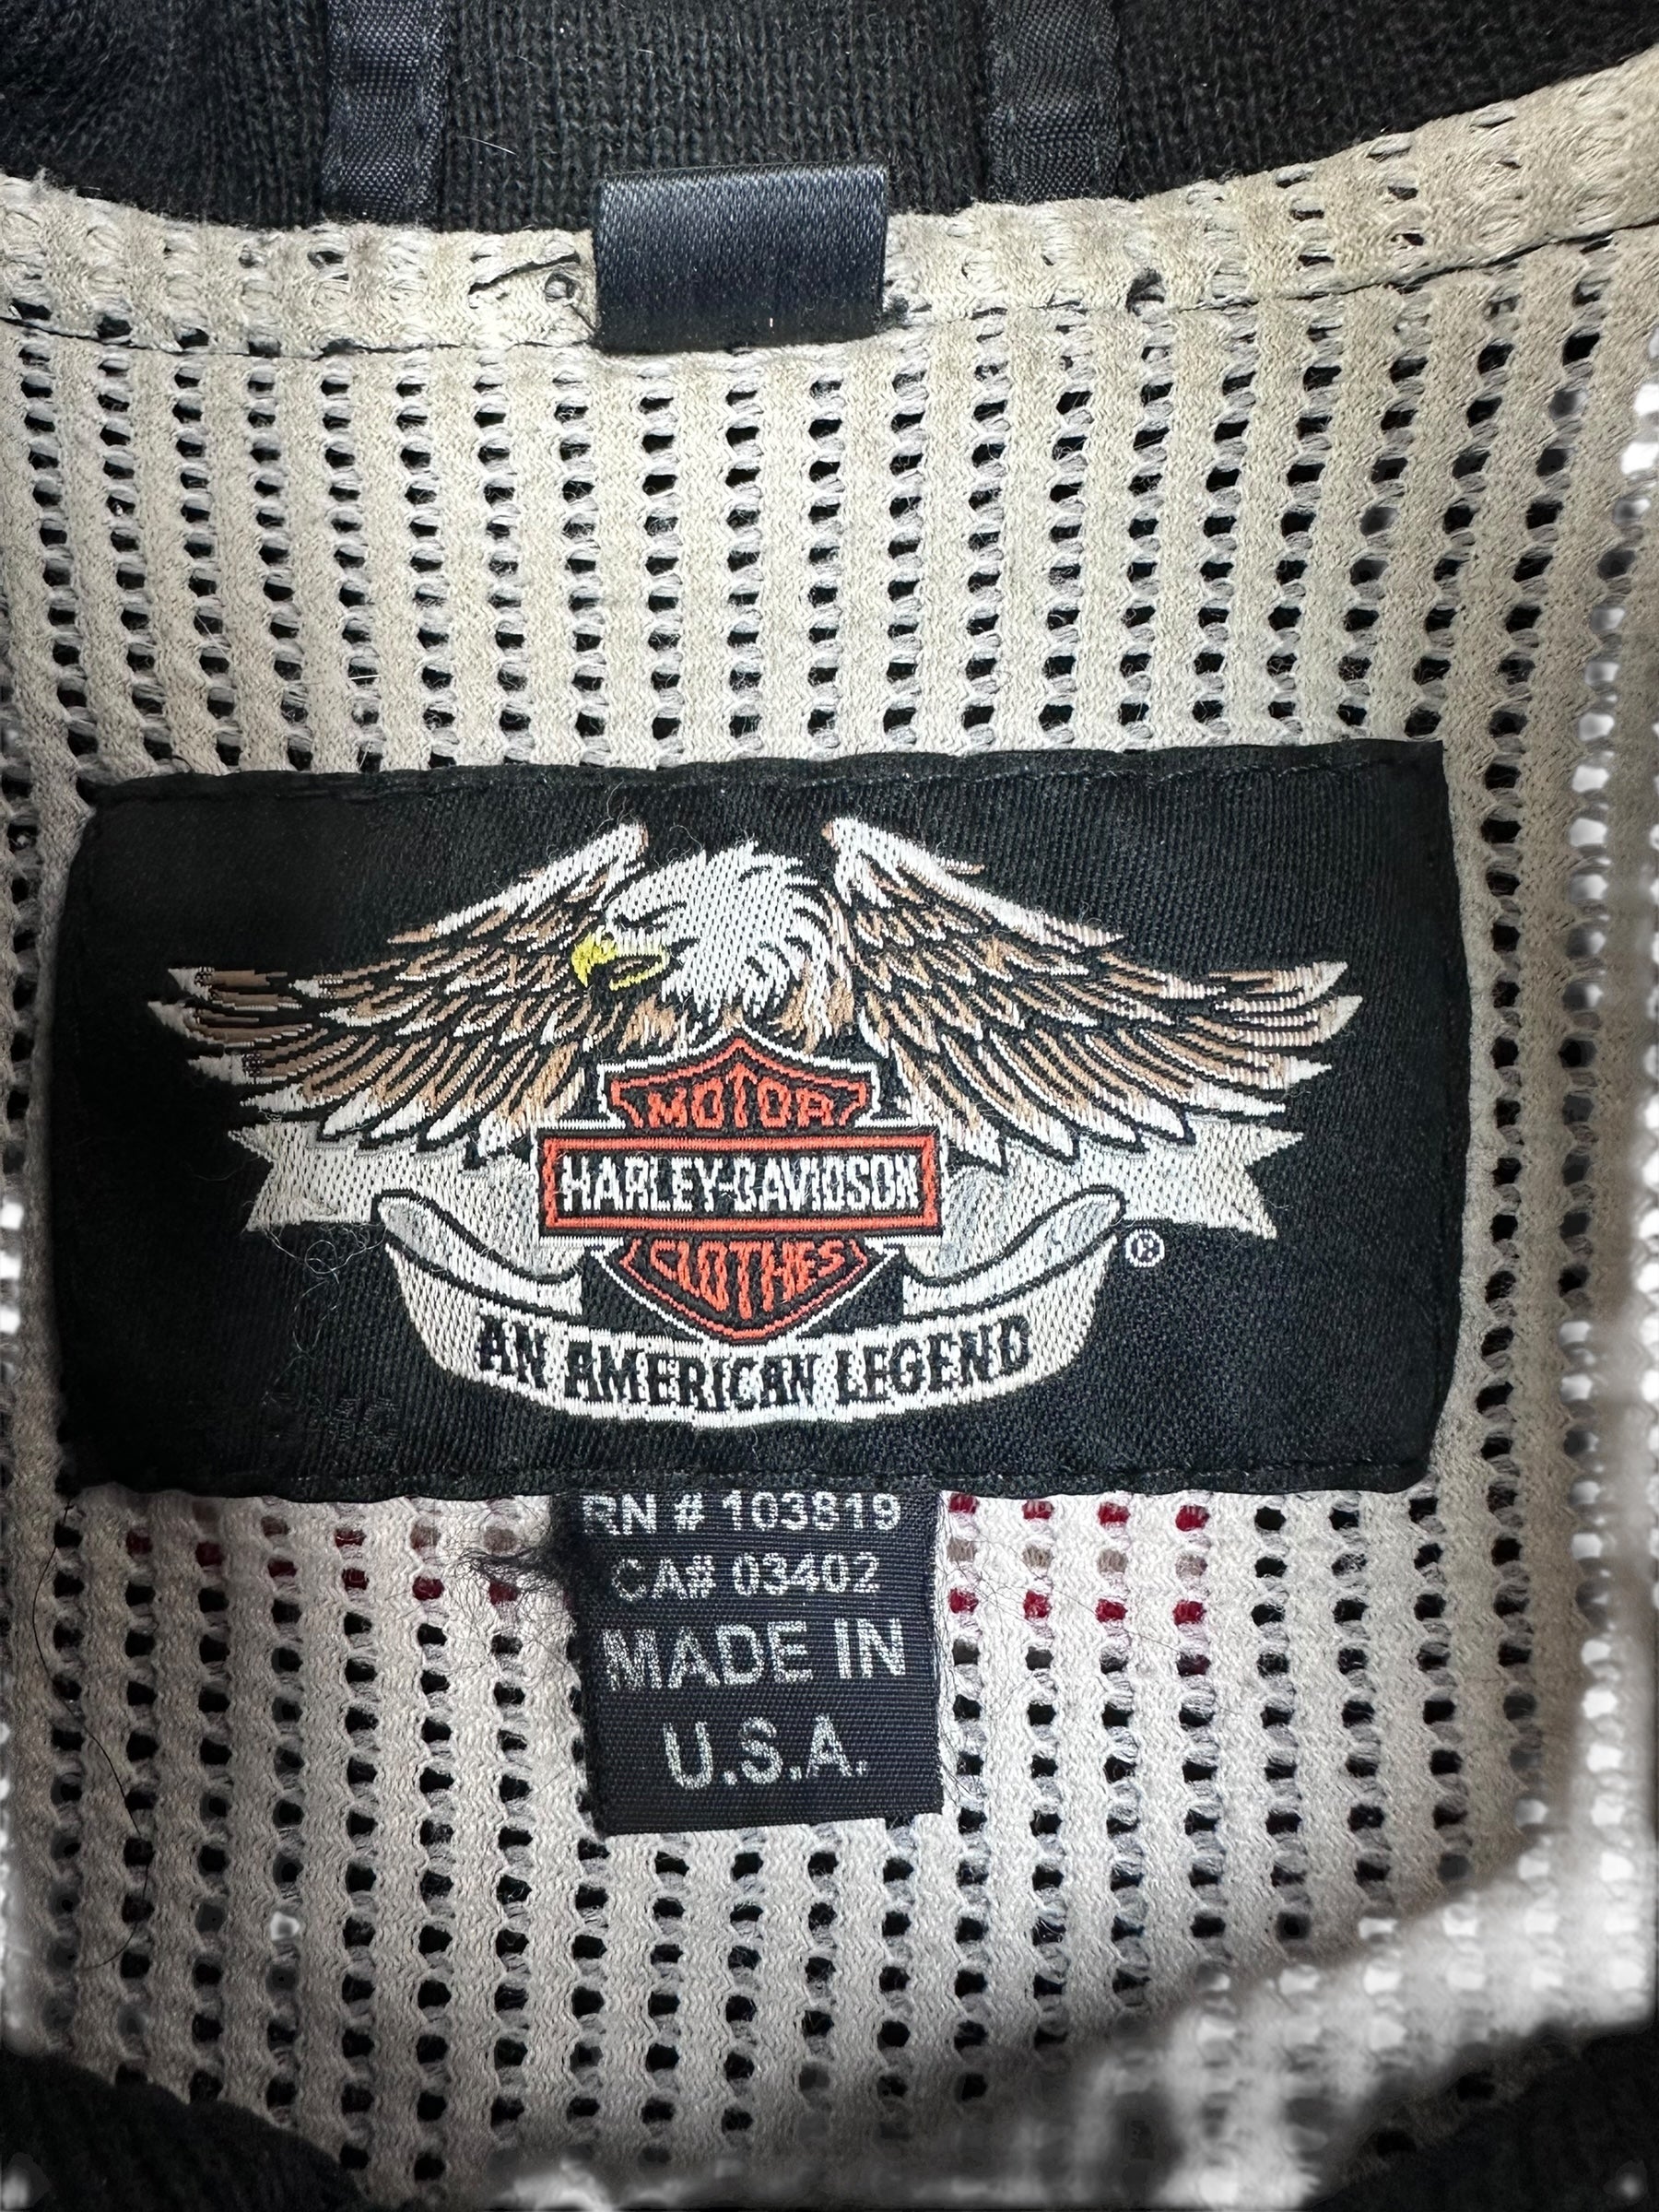 MOTOR
HARLEY-DAVIDSON
CLOTHES
®
AN AMERICAN LEGEND
RN # 103819
CA# 03402
MADE IN
U.S.A.